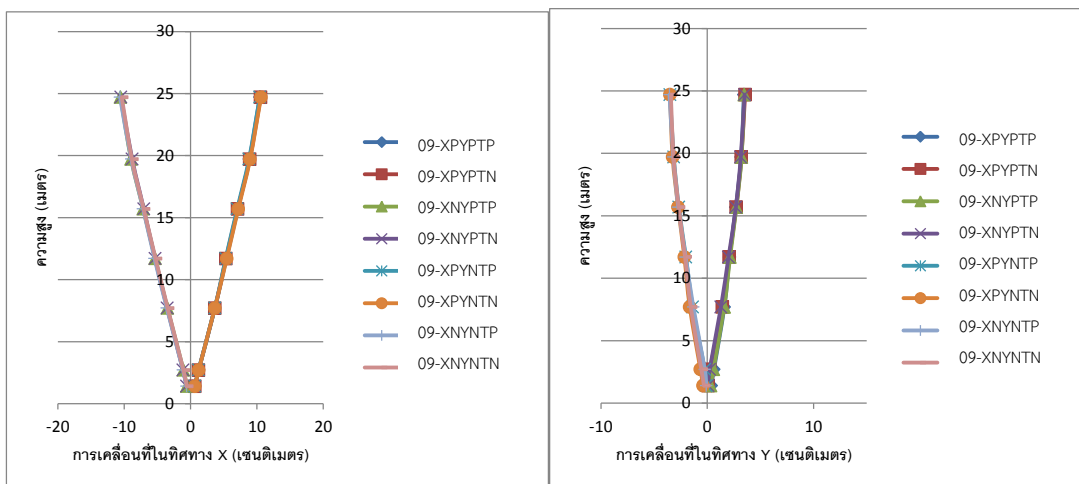 30
25
20
15
10
5
0
-20
-10
0
10
20
ความสูง (เมตร)
การเคลื่อนที่ในทิศทาง X (เซนติเมตร)
09-XPYPTP
09-XPYPTN
09-XNYPTP
09-XNYPTN
09-XPYNTP
09-XPYNTN
09-XNYNTP
09-XNYNTN
30
25
20
15
10
5
0
-10
0
10
ความสูง (เมตร)
การเคลื่อนที่ในทิศทาง Y (เซนติเมตร)
09-XPYPTP
09-XPYPTN
09-XNYPTP
09-XNYPTN
09-XPYNTP
09-XPYNTN
09-XNYNTP
09-XNYNTN